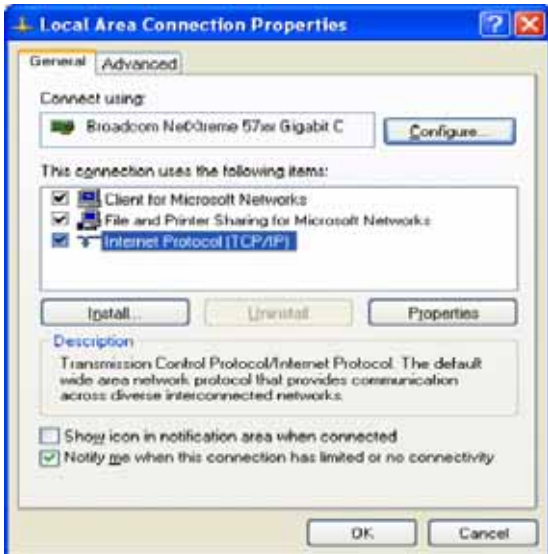 Local Area Connection Properties
General Advanced
Connect using:
Broadcom NetXtreme 57xx Gigabit C Configure...
This connection uses the following items:
Client for Microsoft Networks
File and Printer Sharing for Microsoft Networks
Internet Protocol (TCP/IP)
Install... Uninstall Properties
Description
Transmission Control Protocol/Internet Protocol. The default
wide area network protocol that provides communication
across diverse interconnected networks.
Show icon in notification area when connected
Notify me when this connection has limited or no connectivity
OK Cancel